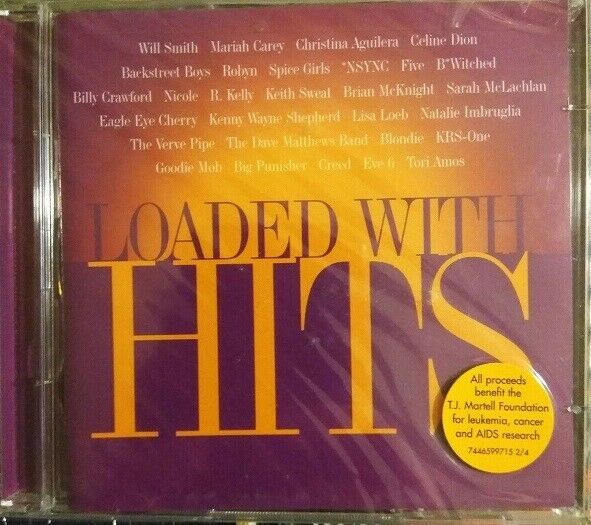 Will Smith Mariah Carey Christina Aguilera Celine Dion
Backstreet Boys Robyn Spice Girls *NSYNC Five B*Witched
Billy Crawford Nicole R. Kelly Keith Sweat Brian McKnight Sarah McLachlan
Eagle Eye Cherry Kenny Wayne Shepherd Lisa Loeb Natalie Imbruglia
The Verve Pipe The Dave Matthews Band Blondie KRS-One
Goodie Mob Big Punisher Creed Eve 6 Tori Amos
LOADED WITH
HITS
All proceeds
benefit the
T.J. Martell Foundation
for leukemia, cancer
and AIDS research
7446599715 2/4